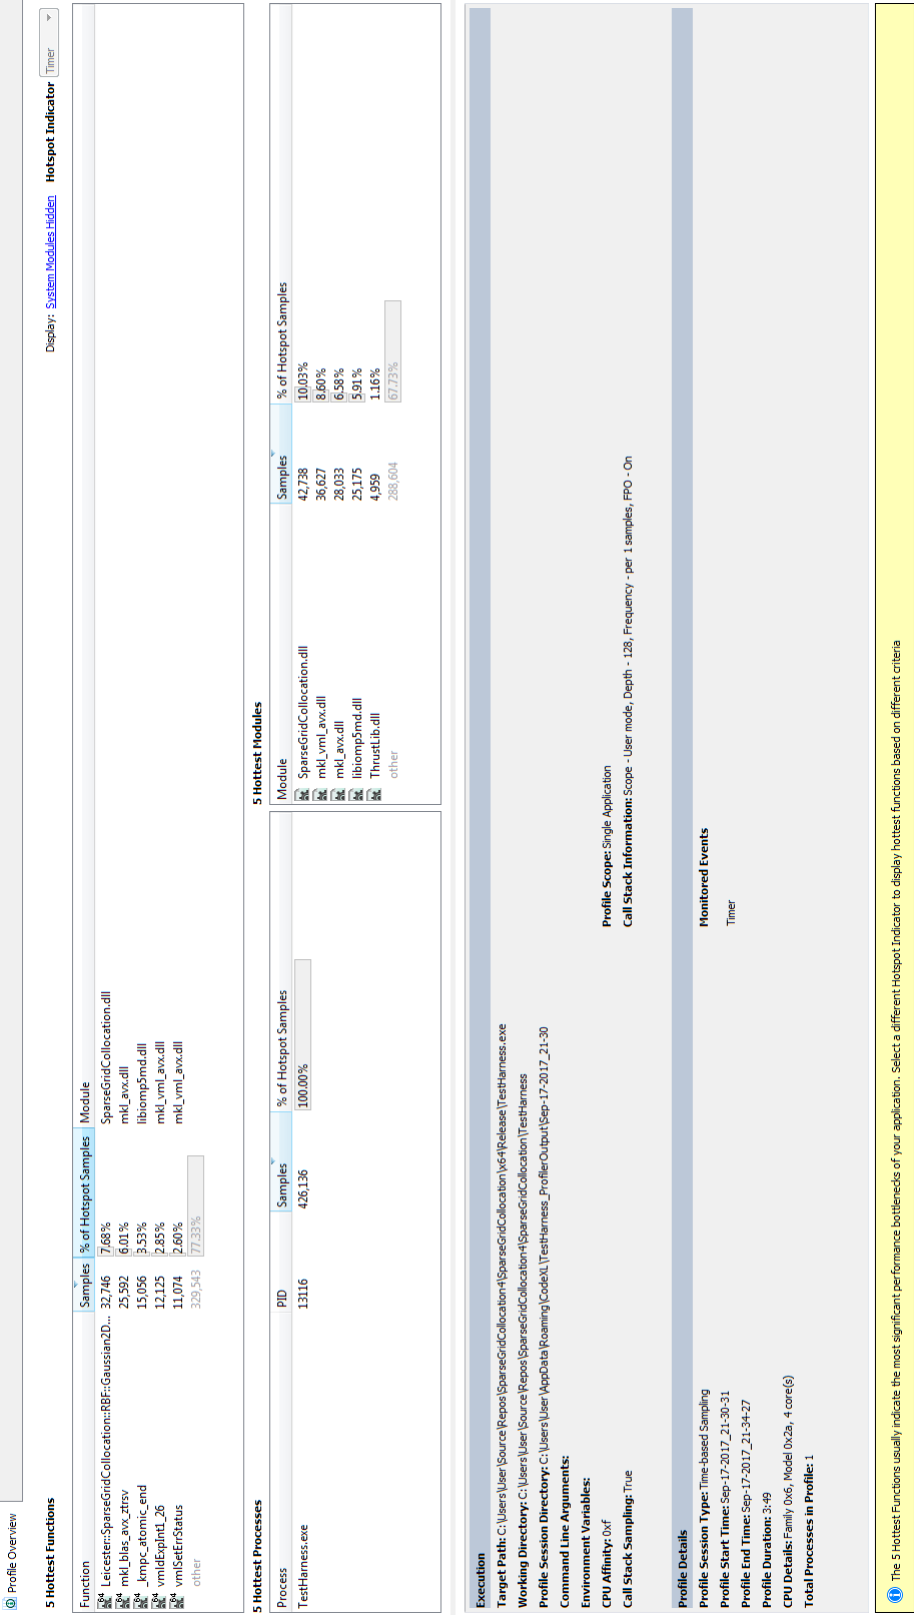 Profile Overview
Display: System Modules Hidden Hotspot Indicator Timer
5 Hottest Functions
Function Samples % of Hotspot Samples Module
Leicester::SparseGridCollocation::RBF::Gaussian2D... 32,746 7.68% SparseGridCollocation.dll
mkl_blas_avx_ztrsv 25,592 6.01% mkl_avx.dll
_kmpc_atomic_end 15,056 3.53% libiomp5md.dll
vmldExpInt1_26 12,125 2.85% mkl_vml_avx.dll
vmlSetErrStatus 11,074 2.60% mkl_vml_avx.dll
other 329,543 77.33%
5 Hottest Processes
Process PID Samples % of Hotspot Samples
TestHarness.exe 13116 426,136 100.00%
5 Hottest Modules
Module Samples % of Hotspot Samples
SparseGridCollocation.dll 42,738 10.03%
mkl_vml_avx.dll 36,627 8.60%
mkl_avx.dll 28,033 6.58%
libiomp5md.dll 25,175 5.91%
ThrustLib.dll 4,959 1.16%
other 288,604 67.73%
Execution
Target Path: C:\Users\User\Source\Repos\SparseGridCollocation4\SparseGridCollocation\x64\Release\TestHarness.exe
Working Directory: C:\Users\User\Source\Repos\SparseGridCollocation4\SparseGridCollocation\TestHarness
Profile Session Directory: C:\Users\User\AppData\Roaming\CodeXL\TestHarness_ProfilerOutput\Sep-17-2017_21-30
Command Line Arguments:
Environment Variables:
CPU Affinity: 0xf Profile Scope: Single Application
Call Stack Sampling: True Call Stack Information: Scope - User mode, Depth - 128, Frequency - per 1 samples, FPO - On
Profile Details
Profile Session Type: Time-based Sampling Monitored Events
Profile Start Time: Sep-17-2017_21-30-31 Timer
Profile End Time: Sep-17-2017_21-34-27
Profile Duration: 3:49
CPU Details: Family 0x6, Model 0x2a, 4 core(s)
Total Processes in Profile: 1
The 5 Hottest Functions usually indicate the most significant performance bottlenecks of your application. Select a different Hotspot Indicator to display hottest functions based on different criteria